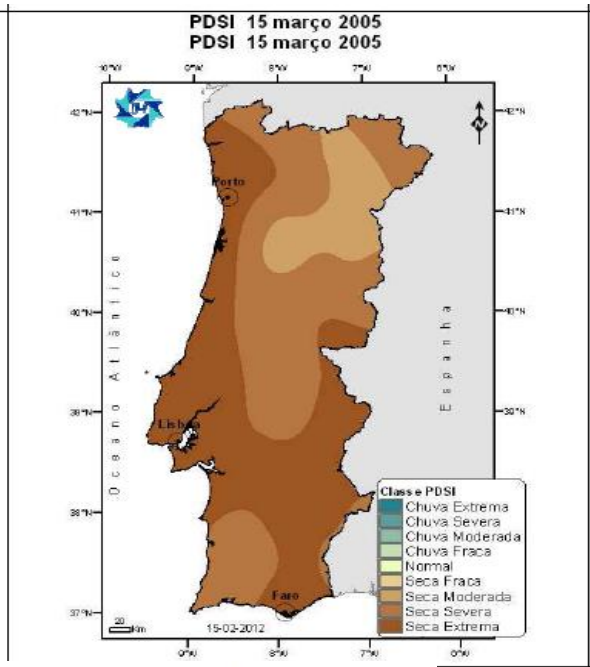 PDSI 15 março 2005
PDSI 15 março 2005
10°W 9°W 8°W 7°W 6°W
42°N 42°N
Porto
41°N 41°N
Oceano Atlântico
40°N 40°N
Espanha
39°N 39°N
Lisboa
Classe PDSI
Chuva Extrema
38°N
Chuva Severa
Chuva Moderada
Chuva Fraca
Normal
Seca Fraca
Seca Moderada
Seca Severa
Seca Extrema
Faro
37°N
20
Km
15-02-2012
9°W 8°W 7°W 6°W